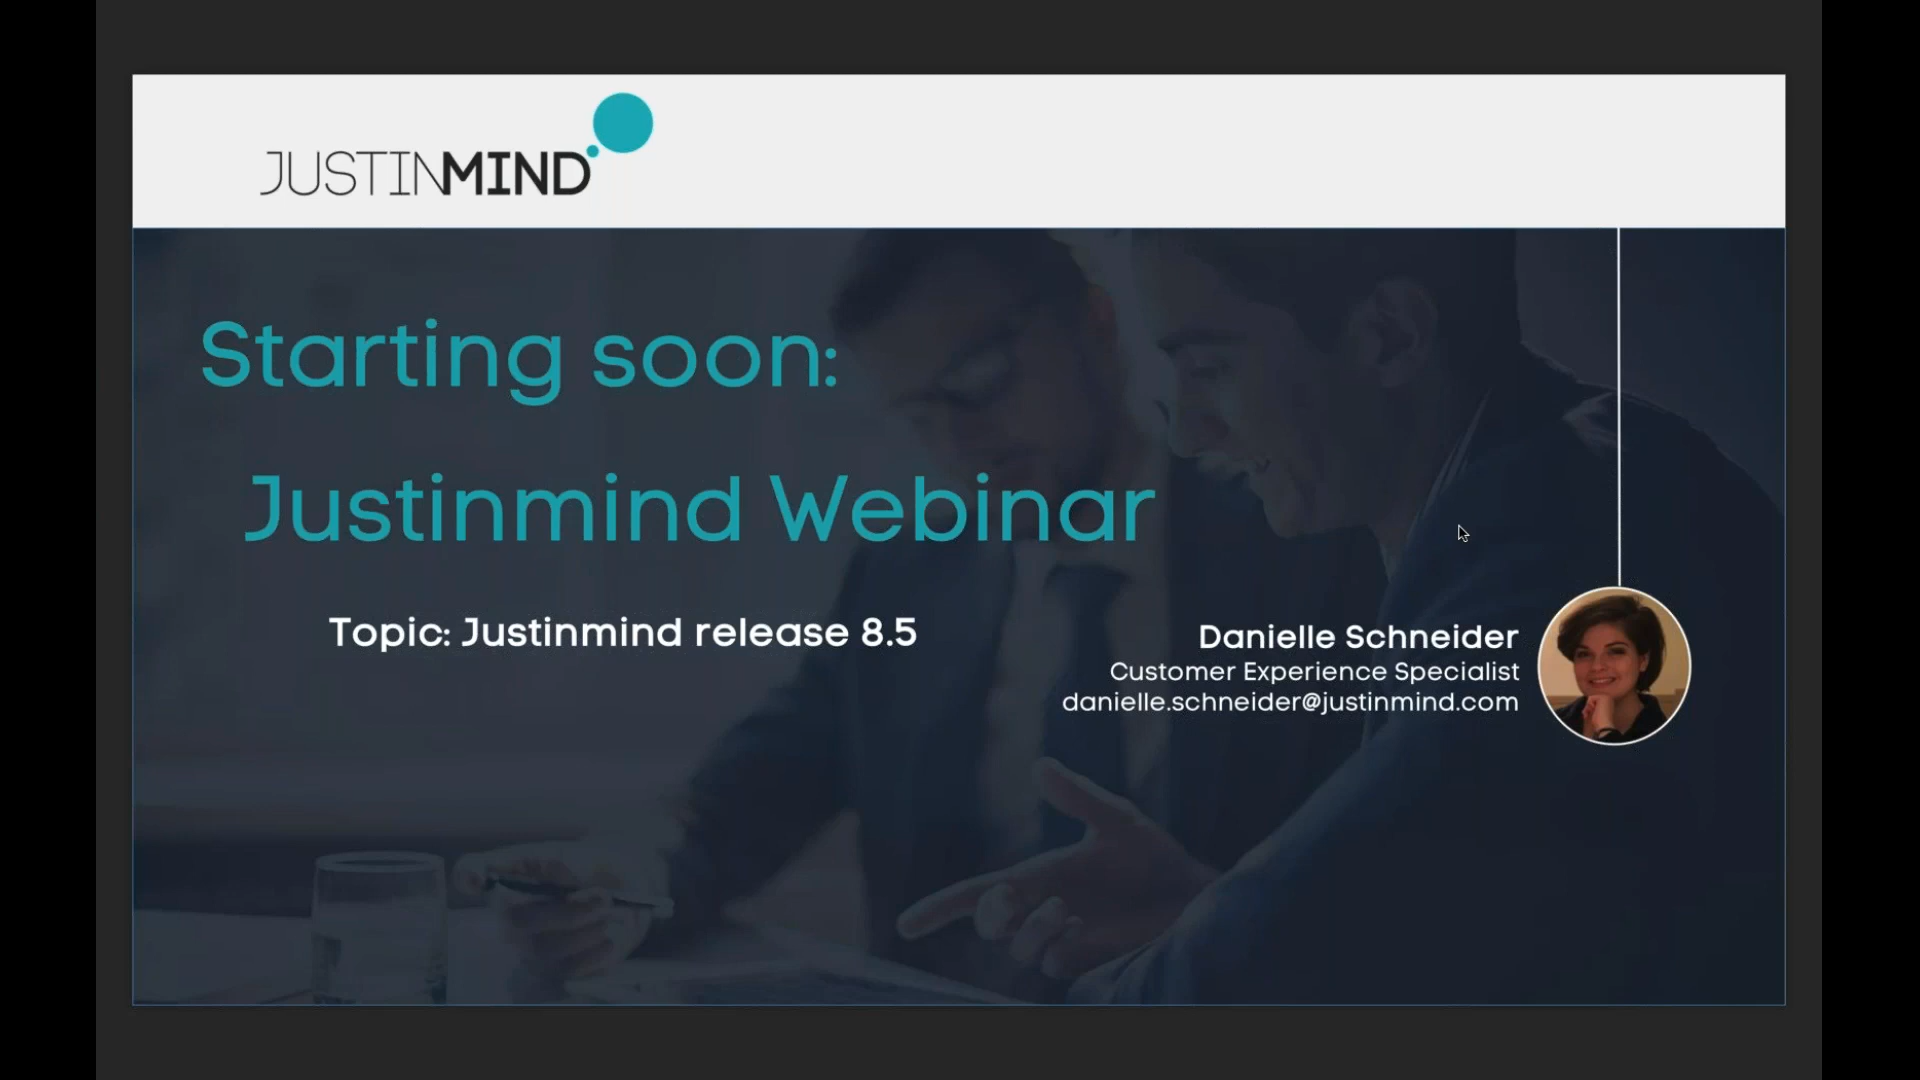 JUSTINMIND
Starting soon:
Justinmind Webinar
Topic: Justinmind release 8.5
Danielle Schneider
Customer Experience Specialist
danielle.schneider@justinmind.com